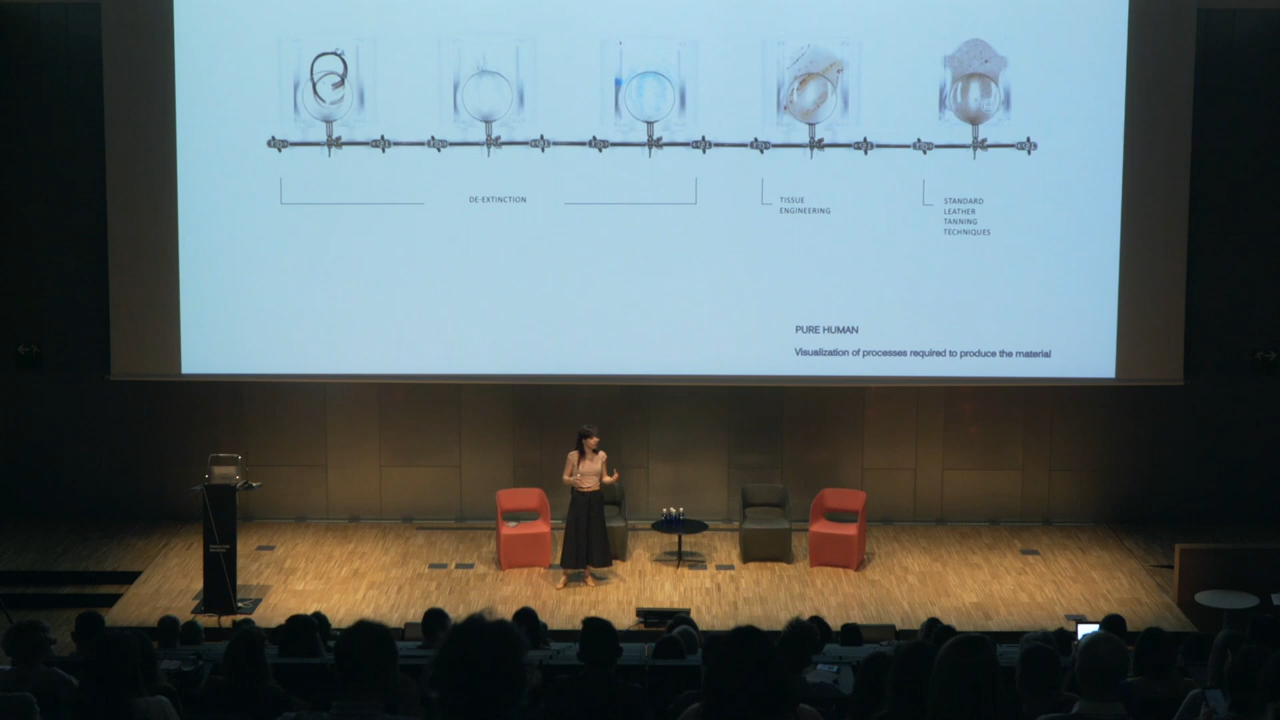 DE-EXTINCTION
TISSUE
ENGINEERING
STANDARD
LEATHER
TANNING
TECHNIQUES
PURE HUMAN
Visualization of processes required to produce the material